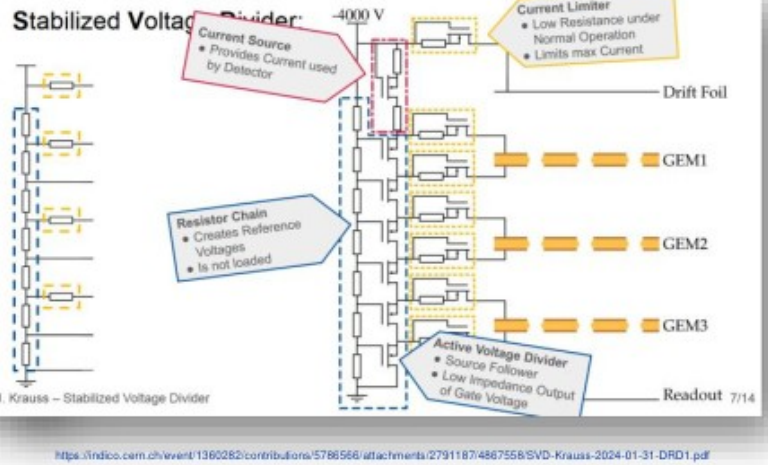 Stabilized Voltage Divider:
-4000 V
Current Source
• Provides Current used
by Detector
Current Limiter
• Low Resistance under
Normal Operation
• Limits max Current
Drift Foil
GEM1
Resistor Chain
• Creates Reference
Voltages
• Is not loaded
GEM2
GEM3
Active Voltage Divider
• Source Follower
• Low Impedance Output
of Gate Voltage
Krauss – Stabilized Voltage Divider
Readout 7/14
https://indico.cern.ch/event/1360282/contributions/5786566/attachments/2791187/4867558/SVD-Krauss-2024-01-31-DRD1.pdf